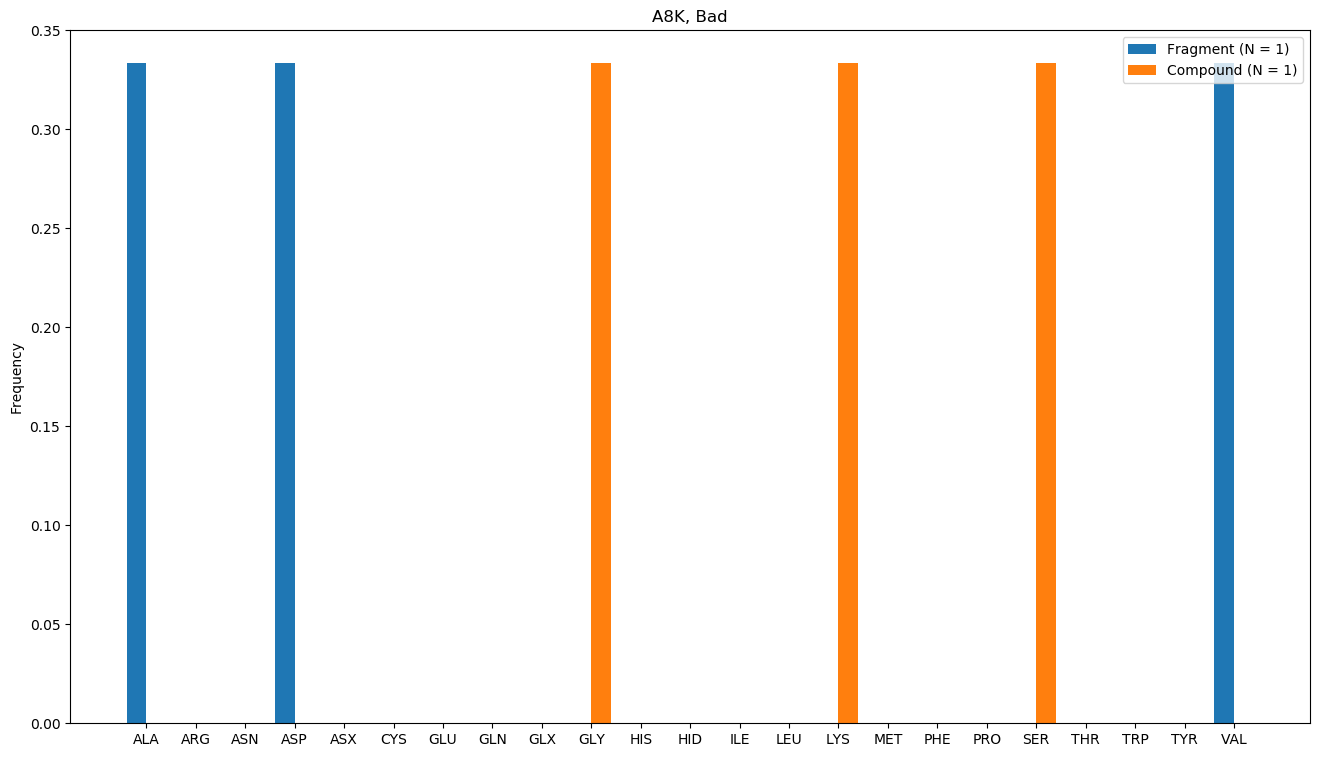 A8K, Bad
Fragment (N = 1)
Compound (N = 1)
Frequency
0.35
0.30
0.25
0.20
0.15
0.10
0.05
0.00
ALA ARG ASN ASP ASX CYS GLU GLN GLX GLY HIS HID ILE LEU LYS MET PHE PRO SER THR TRP TYR VAL